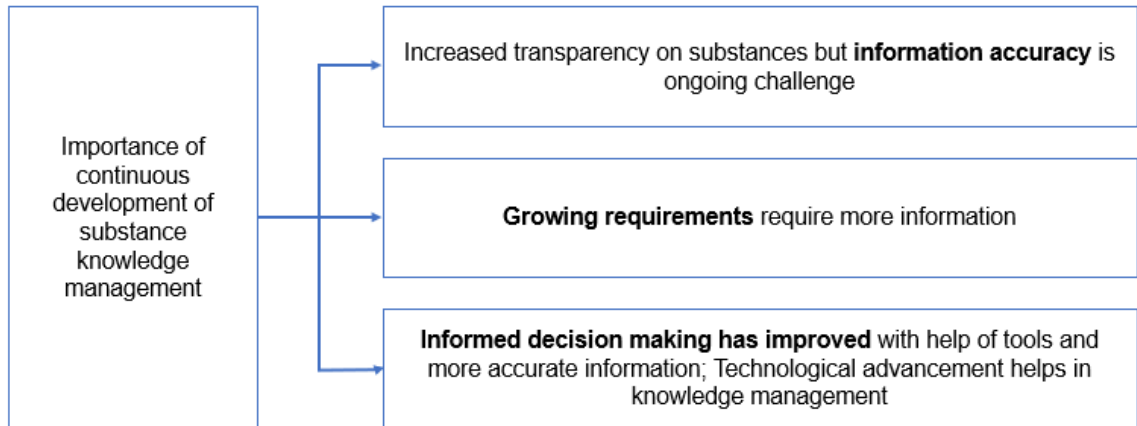 Importance of
continuous
development of
substance
knowledge
management
Increased transparency on substances but information accuracy is
ongoing challenge
Growing requirements require more information
Informed decision making has improved with help of tools and
more accurate information; Technological advancement helps in
knowledge management